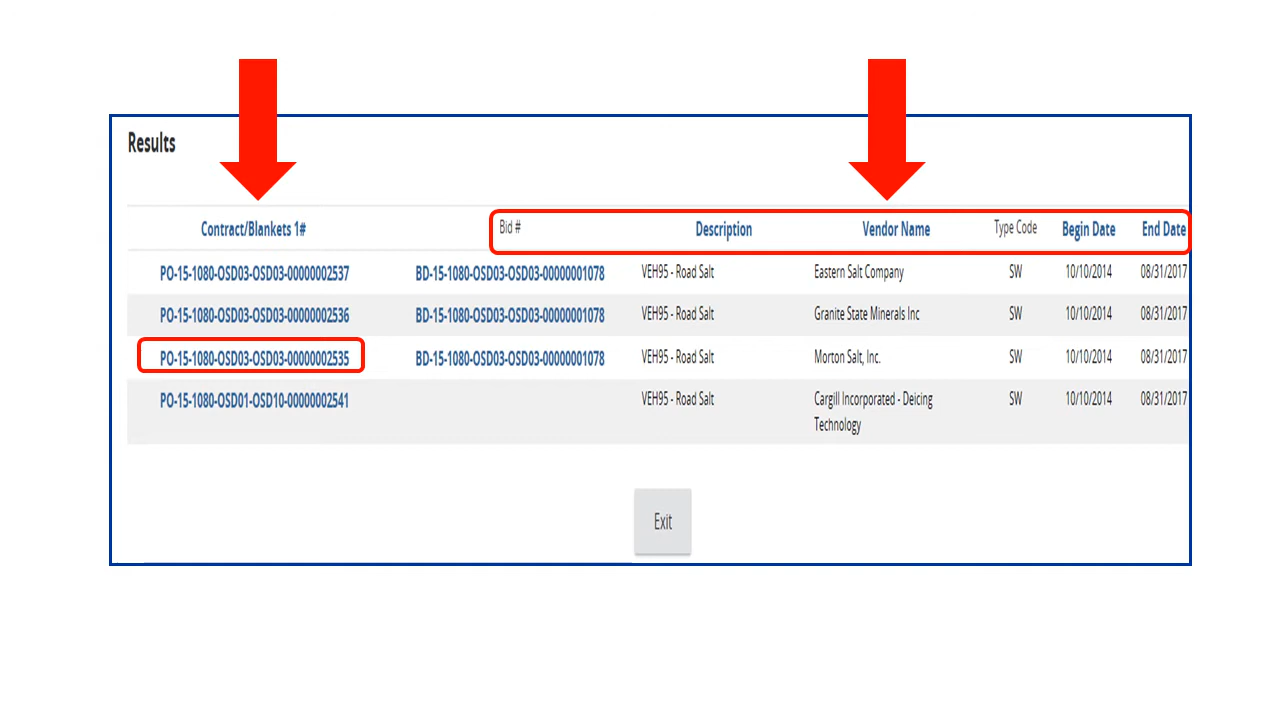 Results
Contract/Blankets 1# Bid # Description Vendor Name Type Code Begin Date End Date
PO-15-1080-OSD03-OSD03-00000002537 BD-15-1080-OSD03-OSD03-00000001078 VEH95 - Road Salt Eastern Salt Company SW 10/10/2014 08/31/2017
PO-15-1080-OSD03-OSD03-00000002536 BD-15-1080-OSD03-OSD03-00000001078 VEH95 - Road Salt Granite State Minerals Inc SW 10/10/2014 08/31/2017
PO-15-1080-OSD03-OSD03-00000002535 BD-15-1080-OSD03-OSD03-00000001078 VEH95 - Road Salt Morton Salt, Inc. SW 10/10/2014 08/31/2017
PO-15-1080-OSD01-OSD10-00000002541 VEH95 - Road Salt Cargill Incorporated - Deicing SW 10/10/2014 08/31/2017
Technology
Exit